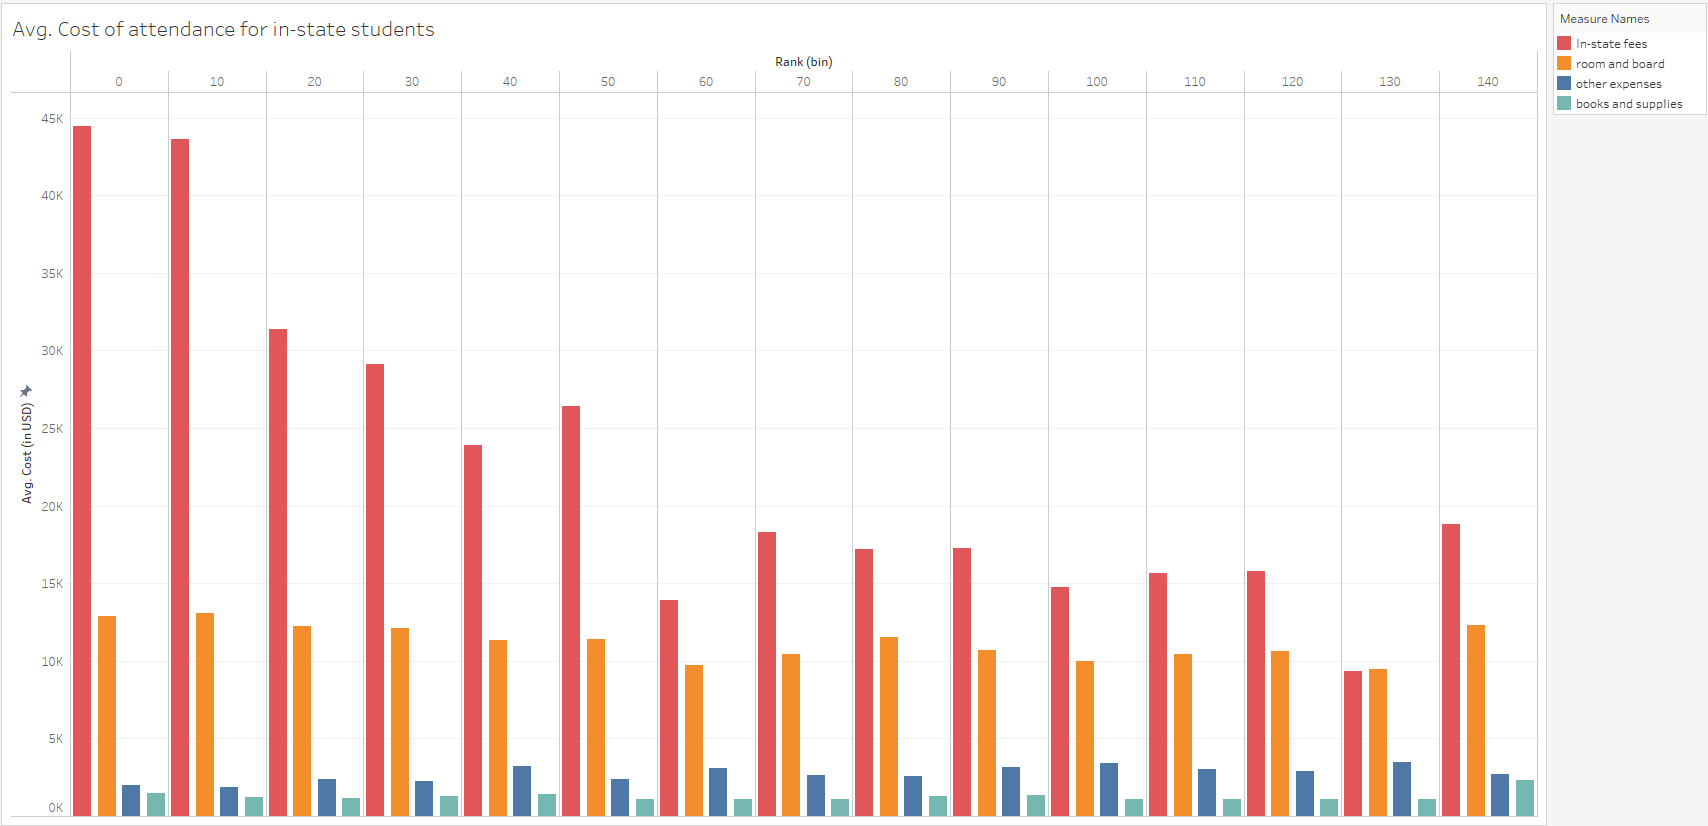 Avg. Cost of attendance for in-state students
Rank (bin)
0 10 20 30 40 50 60 70 80 90 100 110 120 130 140
45K
40K
35K
30K
25K
20K
15K
10K
5K
0K
Avg. Cost (in USD)
Measure Names
In-state fees
room and board
other expenses
books and supplies